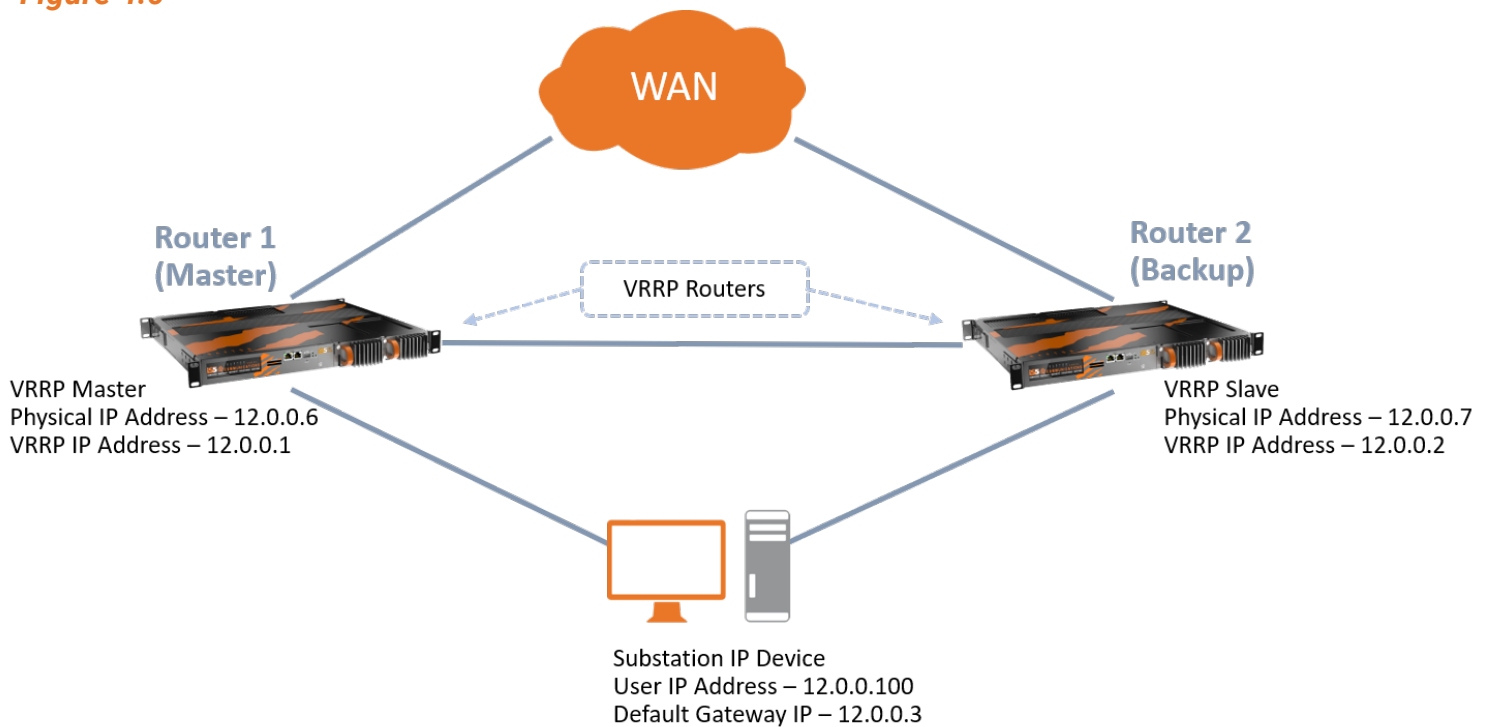 WAN
Router 1
(Master)
Router 2
(Backup)
VRRP Routers
VRRP Master
Physical IP Address – 12.0.0.6
VRRP IP Address – 12.0.0.1
VRRP Slave
Physical IP Address – 12.0.0.7
VRRP IP Address – 12.0.0.2
Substation IP Device
User IP Address – 12.0.0.100
Default Gateway IP – 12.0.0.3